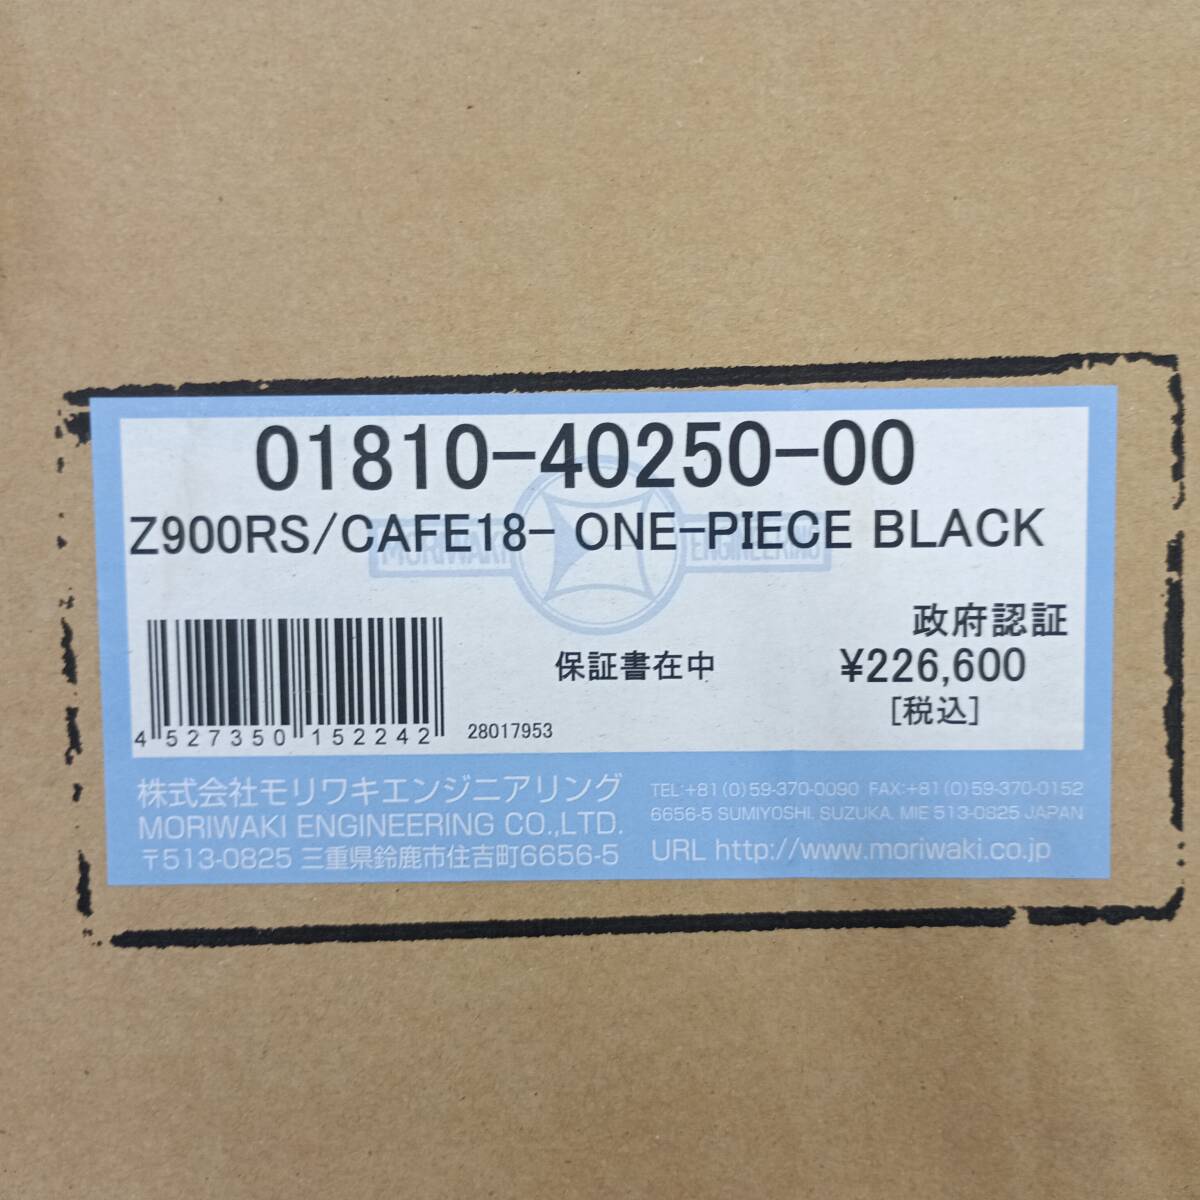 01810-40250-00
Z900RS/CAFE18- ONE-PIECE BLACK
MORIWAKI ENGINEERING
政府認証
保証書在中
¥226,600
[税込]
4 527350 152242
28017953
株式会社モリワキエンジニアリング
MORIWAKI ENGINEERING CO.,LTD.
〒513-0825 三重県鈴鹿市住吉町6656-5
TEL:+81(0)59-370-0090 FAX:+81(0)59-370-0152
6656-5 SUMIYOSHI. SUZUKA. MIE 513-0825 JAPAN
URL http://www.moriwaki.co.jp